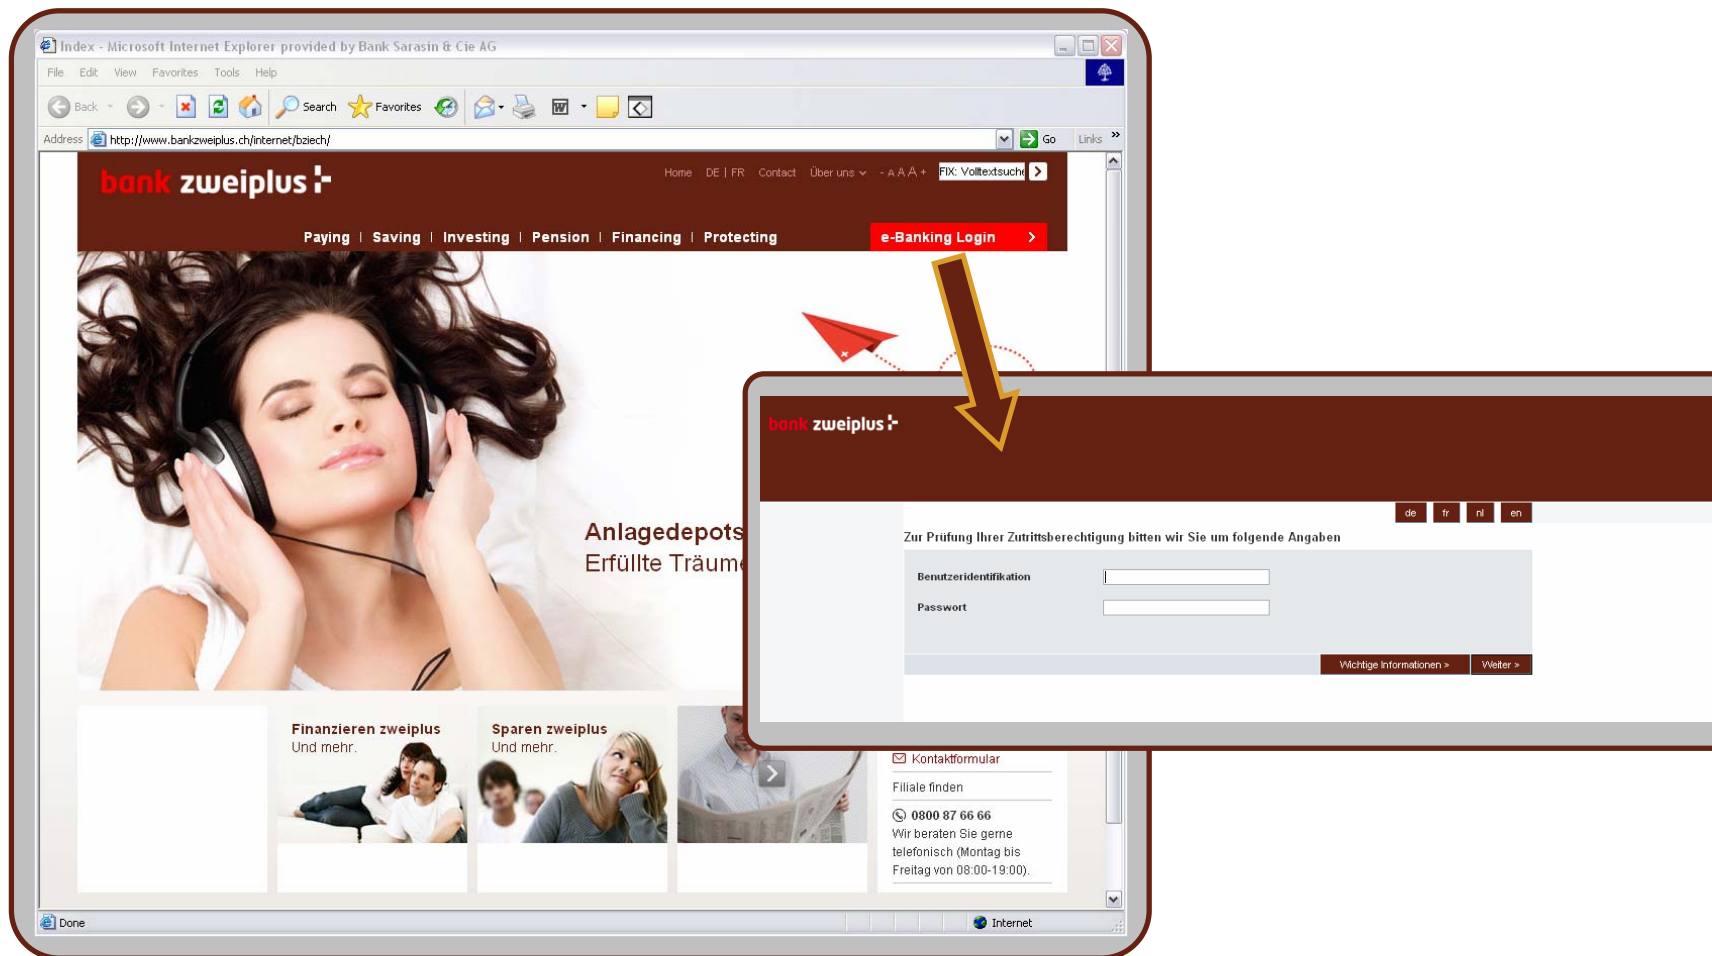 Index - Microsoft Internet Explorer provided by Bank Sarasin & Cie AG
File Edit View Favorites Tools Help
Back Search Favorites
Address http://www.bankzweiplus.ch/internet/bziech/ Go Links »
bank zweiplus
Home DE | FR Contact Über uns - A A A + FIX: Volltextsuche
Paying | Saving | Investing | Pension | Financing | Protecting
e-Banking Login
Anlagedepots
Erfüllte Träume
bank zweiplus
de fr nl en
Zur Prüfung Ihrer Zutrittsberechtigung bitten wir Sie um folgende Angaben
Benutzeridentifikation
Passwort
Wichtige Informationen » Weiter »
Finanzieren zweiplus
Und mehr.
Sparen zweiplus
Und mehr.
Kontaktformular
Filiale finden
0800 87 66 66
Wir beraten Sie gerne
telefonisch (Montag bis
Freitag von 08:00-19:00).
Done Internet